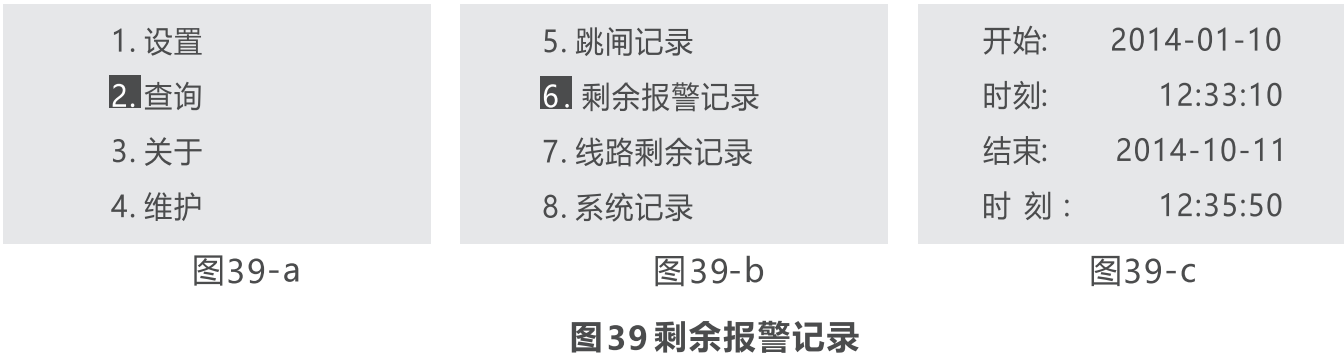 1. 设置
2. 查询
3. 关于
4. 维护
图39-a
5. 跳闸记录
6. 剩余报警记录
7. 线路剩余记录
8. 系统记录
图39-b
开始: 2014-01-10
时刻: 12:33:10
结束: 2014-10-11
时 刻 : 12:35:50
图39-c
图39 剩余报警记录